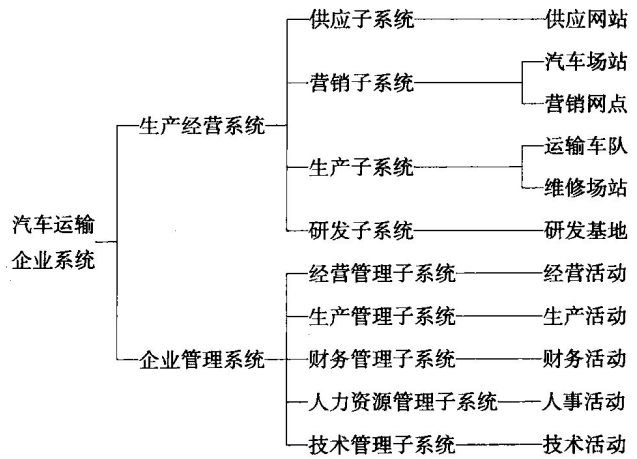 供应子系统
供应网站
汽车场站
营销子系统
营销网点
生产经营系统
运输车队
生产子系统
维修场站
汽车运输
企业系统
研发子系统
研发基地
经营管理子系统
经营活动
生产管理子系统
生产活动
企业管理系统
财务管理子系统
财务活动
人力资源管理子系统
人事活动
技术管理子系统
技术活动